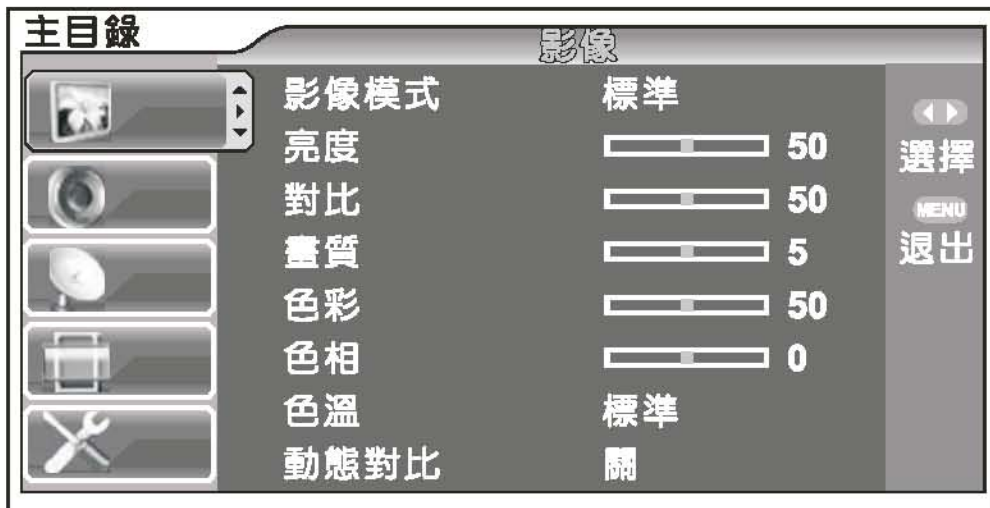 主目錄
影像
影像模式 標準
亮度 50
對比 50
畫質 5
色彩 50
色相 0
色溫 標準
動態對比 關
選擇
MENU
退出